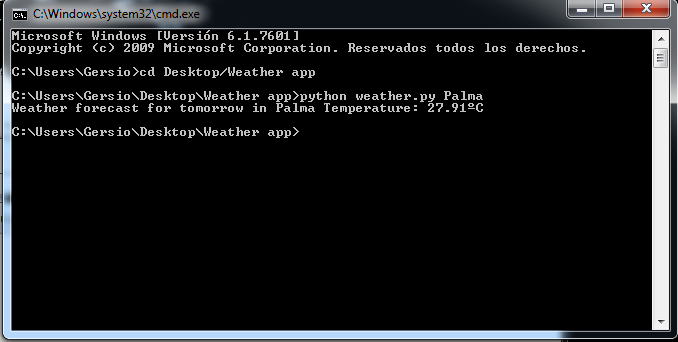 C:\Windows\system32\cmd.exe
Microsoft Windows [Versión 6.1.7601]
Copyright (c) 2009 Microsoft Corporation. Reservados todos los derechos.
C:\Users\Gersio>cd Desktop/Weather app
C:\Users\Gersio\Desktop\Weather app>python weather.py Palma
Weather forecast for tomorrow in Palma Temperature: 27.91ºC
C:\Users\Gersio\Desktop\Weather app>